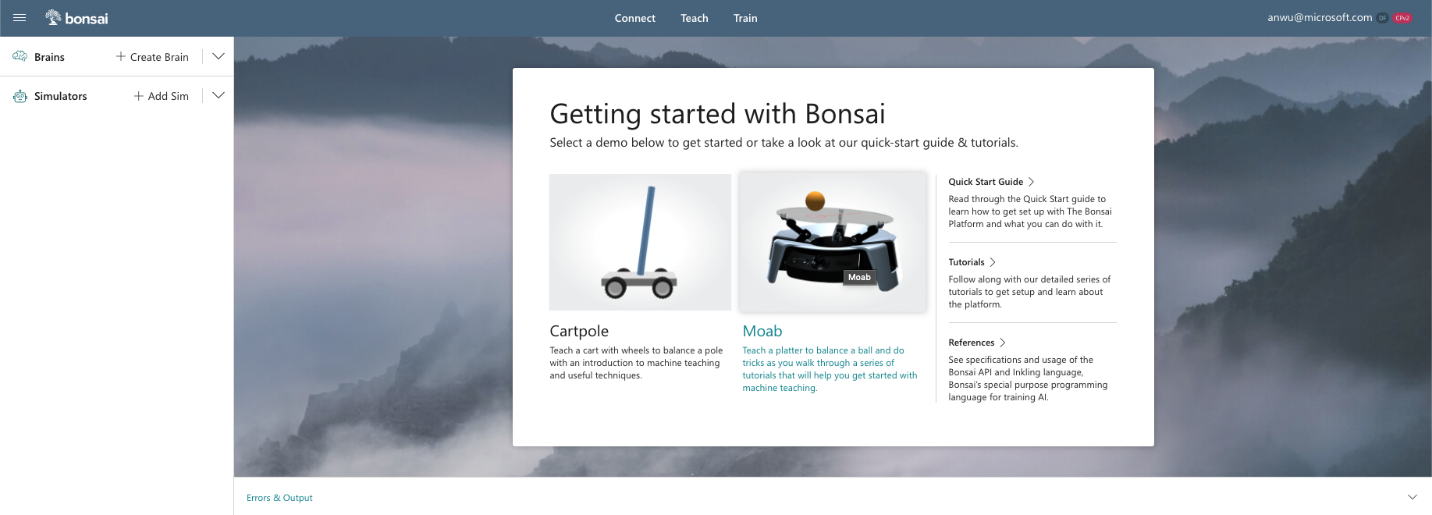 bonsai
Connect
Teach
Train
anwu@microsoft.com
DF
CPv2
Brains
Create Brain
Simulators
Add Sim
Getting started with Bonsai
Select a demo below to get started or take a look at our quick-start guide & tutorials.
Moab
Cartpole
Teach a cart with wheels to balance a pole
with an introduction to machine teaching
and useful techniques.
Moab
Teach a platter to balance a ball and do
tricks as you walk through a series of
tutorials that will help you get started with
machine teaching.
Quick Start Guide
Read through the Quick Start guide to
learn how to get set up with The Bonsai
Platform and what you can do with it.
Tutorials
Follow along with our detailed series of
tutorials to get setup and learn about
the platform.
References
See specifications and usage of the
Bonsai API and Inkling language,
Bonsai's special purpose programming
language for training AI.
Errors & Output